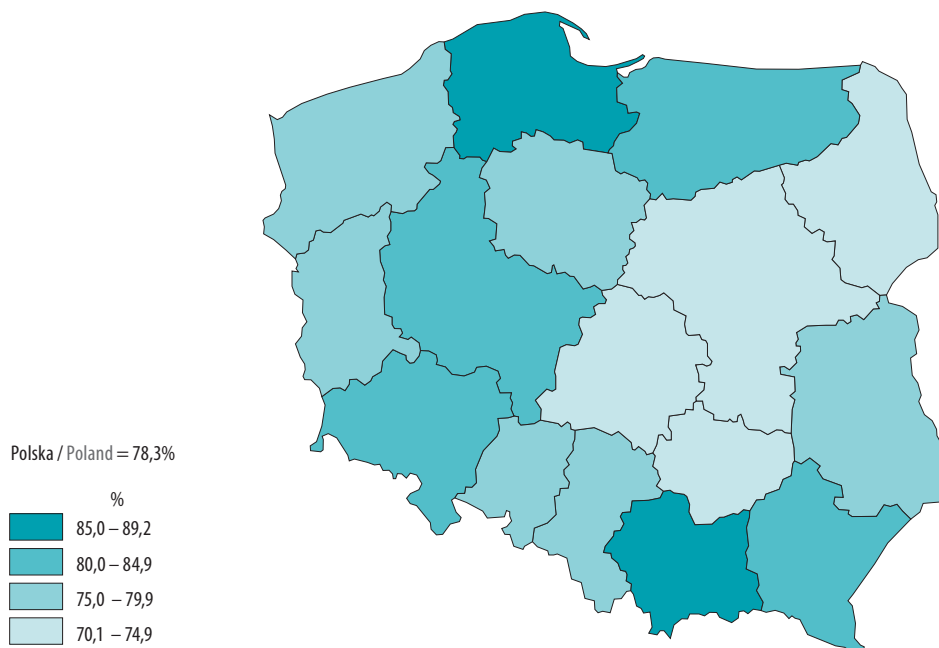 Polska / Poland = 78,3%
%
85,0 – 89,2
80,0 – 84,9
75,0 – 79,9
70,1 – 74,9